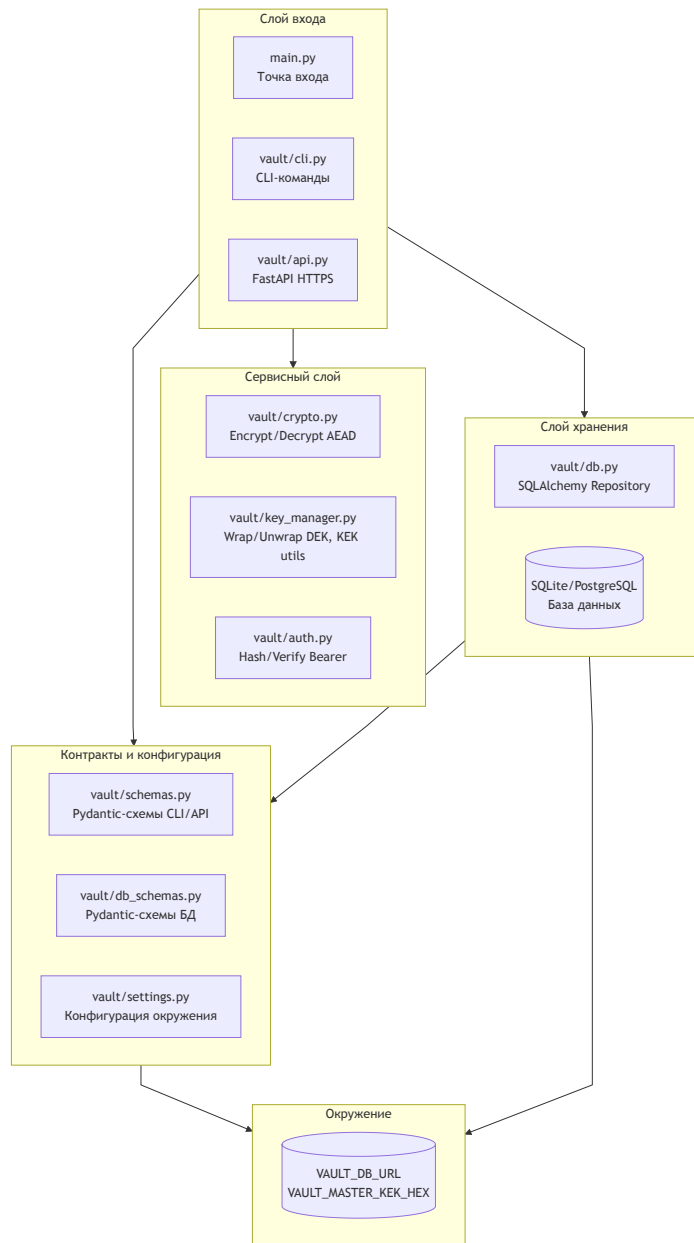 Слой входа
main.py
Точка входа
vault/cli.py
CLI-команды
vault/api.py
FastAPI HTTPS
Сервисный слой
vault/crypto.py
Encrypt/Decrypt AEAD
vault/key_manager.py
Wrap/Unwrap DEK, KEK
utils
vault/auth.py
Hash/Verify Bearer
Слой хранения
vault/db.py
SQLAlchemy Repository
SQLite/PostgreSQL
База данных
Контракты и конфигурация
vault/schemas.py
Pydantic-схемы CLI/API
vault/db_schemas.py
Pydantic-схемы БД
vault/settings.py
Конфигурация окружения
Окружение
VAULT_DB_URL
VAULT_MASTER_KEK_HEX